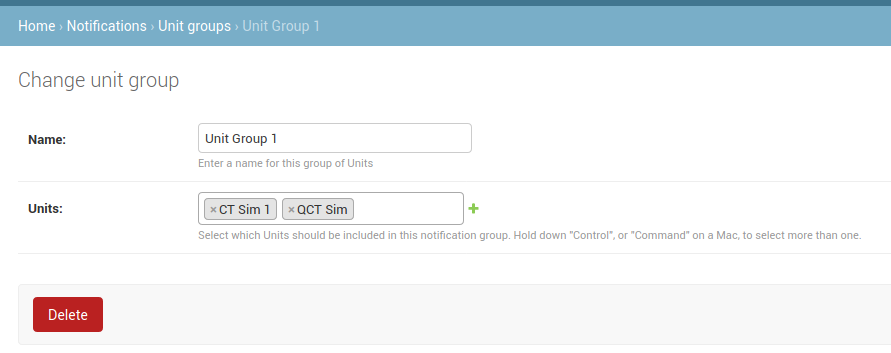 Home › Notifications › Unit groups › Unit Group 1
Change unit group
Name: Unit Group 1
Enter a name for this group of Units
Units: × CT Sim 1 × QCT Sim
Select which Units should be included in this notification group. Hold down "Control", or "Command" on a Mac, to select more than one.
Delete